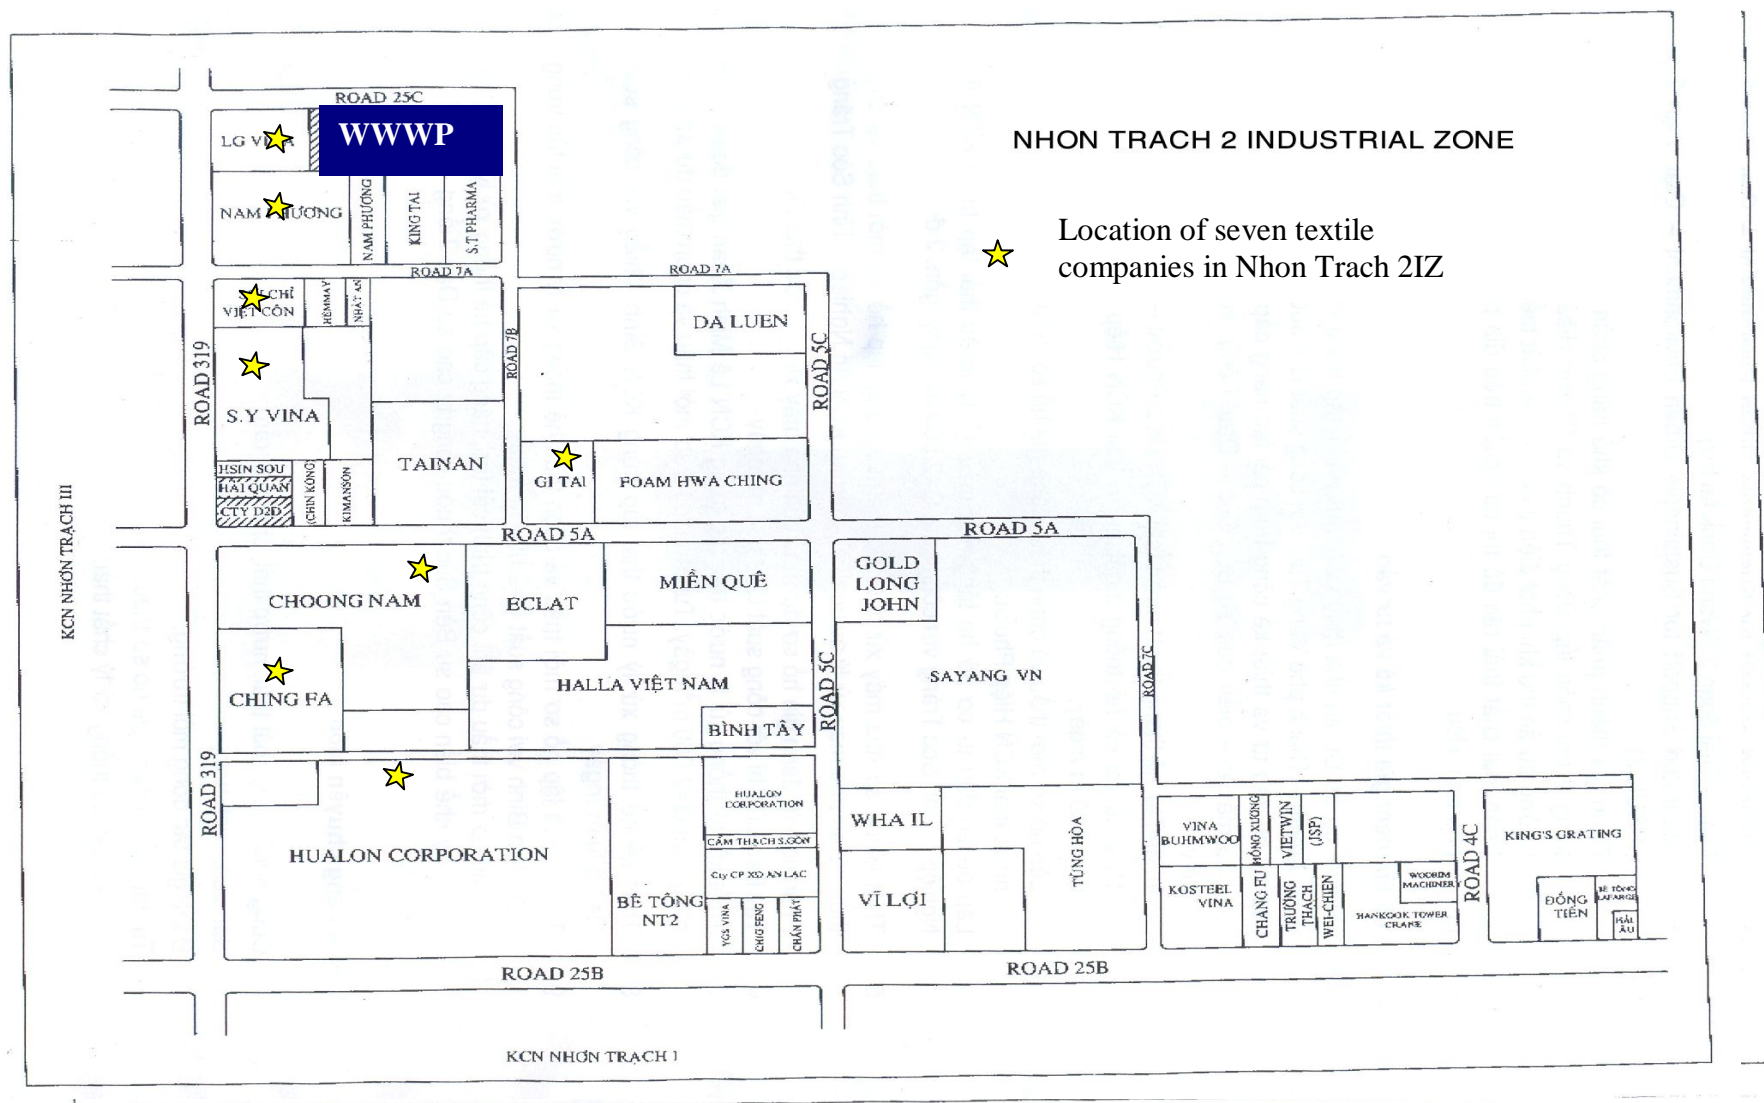 ROAD 25C
WWWP
LG V
NHON TRACH 2 INDUSTRIAL ZONE
NAM PHƯƠNG
NAM PHƯƠNG
KING TAI
S.T PHARMA
Location of seven textile
companies in Nhon Trach 2IZ
ROAD 7A
ROAD 7A
CHỈ
VIỆT CÔN
HEMMAY
NHẬT AN
DA LUEN
ROAD 319
ROAD 7B
ROAD 5C
S.Y VINA
TAINAN
HSIN SOU
HẢI QUAN
CTY D2D
CHIN KONG
KIMANSON
GI TAI
FOAM HWA CHING
ROAD 5A
ROAD 5A
KCN NHƠN TRẠCH III
CHOONG NAM
ECLAT
MIỀN QUÊ
GOLD
LONG
JOHN
CHING FA
HALLA VIỆT NAM
BÌNH TÂY
ROAD 5C
SAYANG VN
ROAD 7C
ROAD 319
HUALON CORPORATION
HUALON
CORPORATION
CẨM THẠCH S.GÒN
Cty CP XD AN LAC
BÊ TÔNG
NT2
YGS VINA
CHIG FENG
CHẤN PHÁT
WHA IL
VĨ LỢI
TÙNG HÒA
VINA
BUHMWOO
HỒNG XƯƠNG
VIETWIN
(JSP)
KOSTEEL
VINA
CHANG FU
TRƯỜNG
THẠCH
WEI-CHIEN
WOORIM
MACHINER
HANKOOK TOWER
CRANE
ROAD 4C
KING'S GRATING
ĐỒNG
TIẾN
BÊ TÔNG
LAFARGE
HẢI
ÂU
ROAD 25B
ROAD 25B
KCN NHƠN TRẠCH I